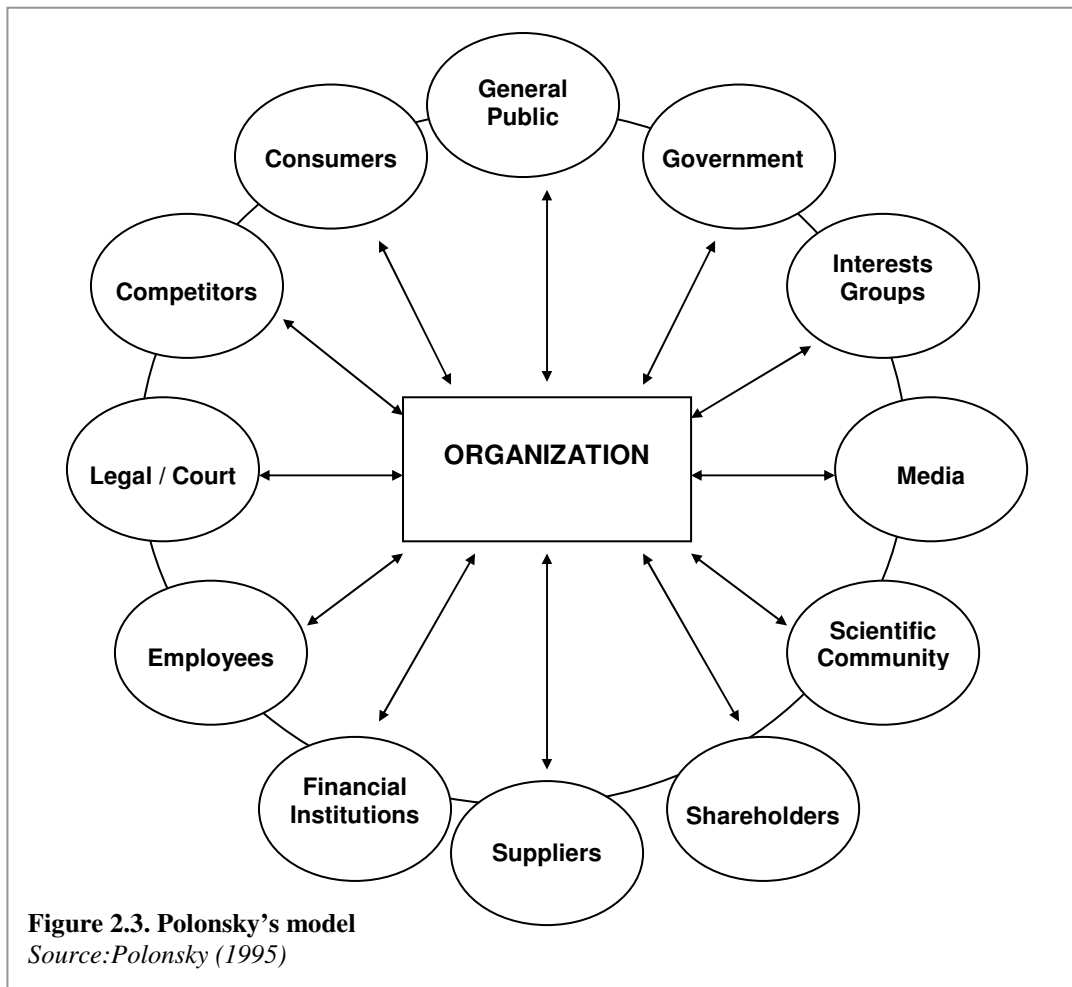 General
Public
Consumers
Government
Interests
Groups
Competitors
ORGANIZATION
Legal / Court
Media
Employees
Scientific
Community
Financial
Institutions
Shareholders
Suppliers
Figure 2.3. Polonsky’s model
Source:Polonsky (1995)